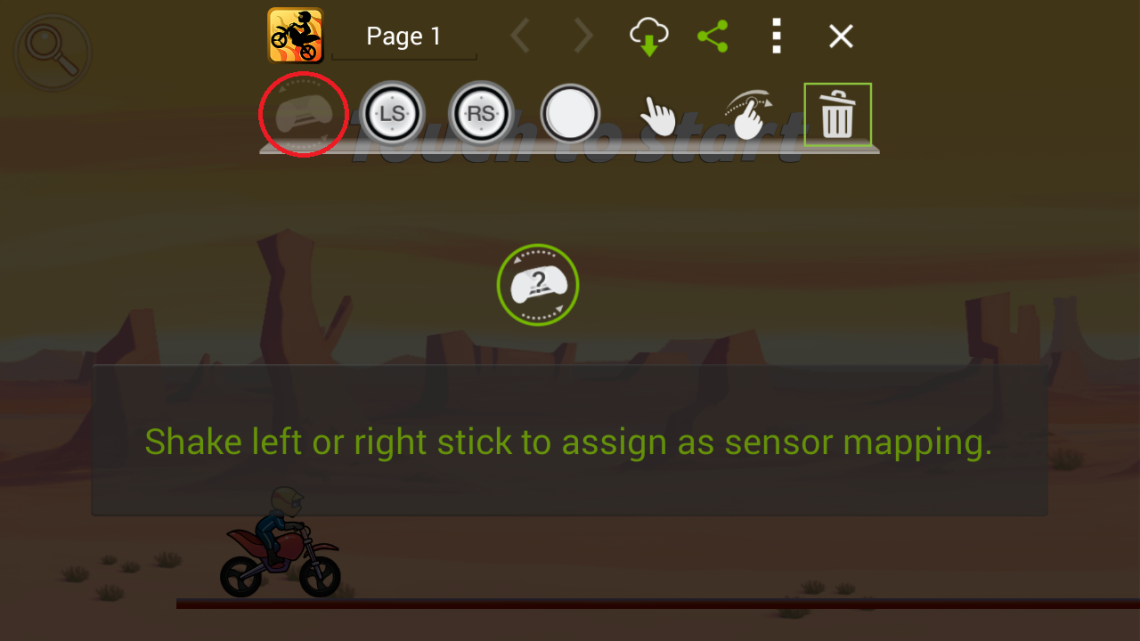 Page 1
LS
RS
Touch to start
?
Shake left or right stick to assign as sensor mapping.